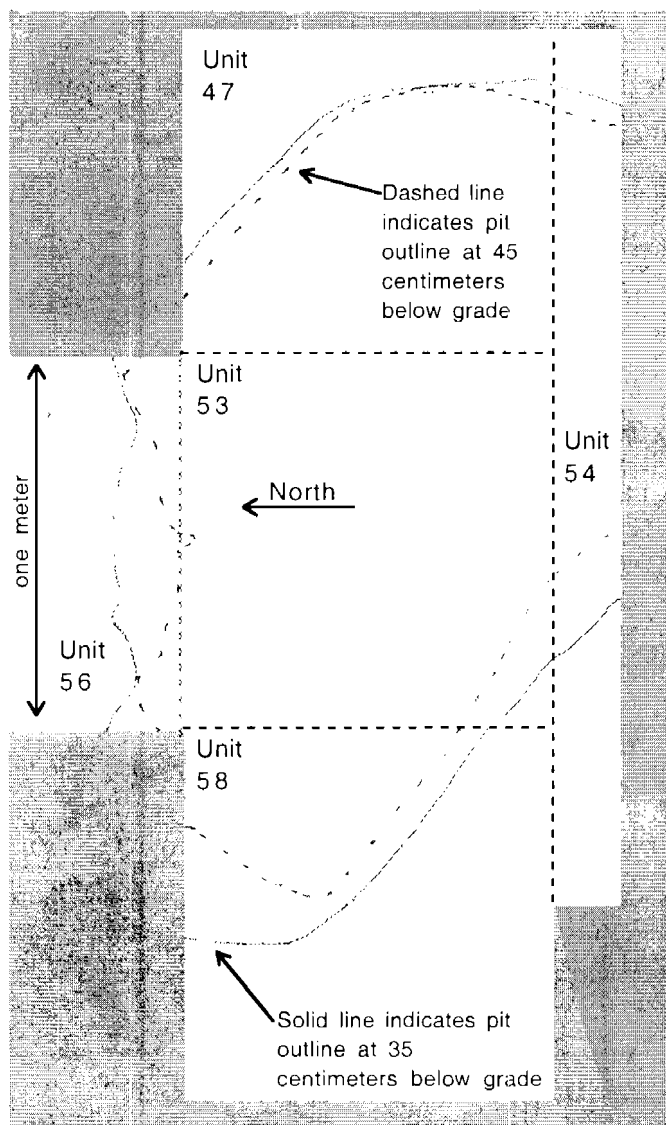 Unit
47
Dashed line
indicates pit
outline at 45
centimeters
below grade
Unit
53
Unit
54
North
one meter
Unit
56
Unit
58
Solid line indicates pit
outline at 35
centimeters below grade